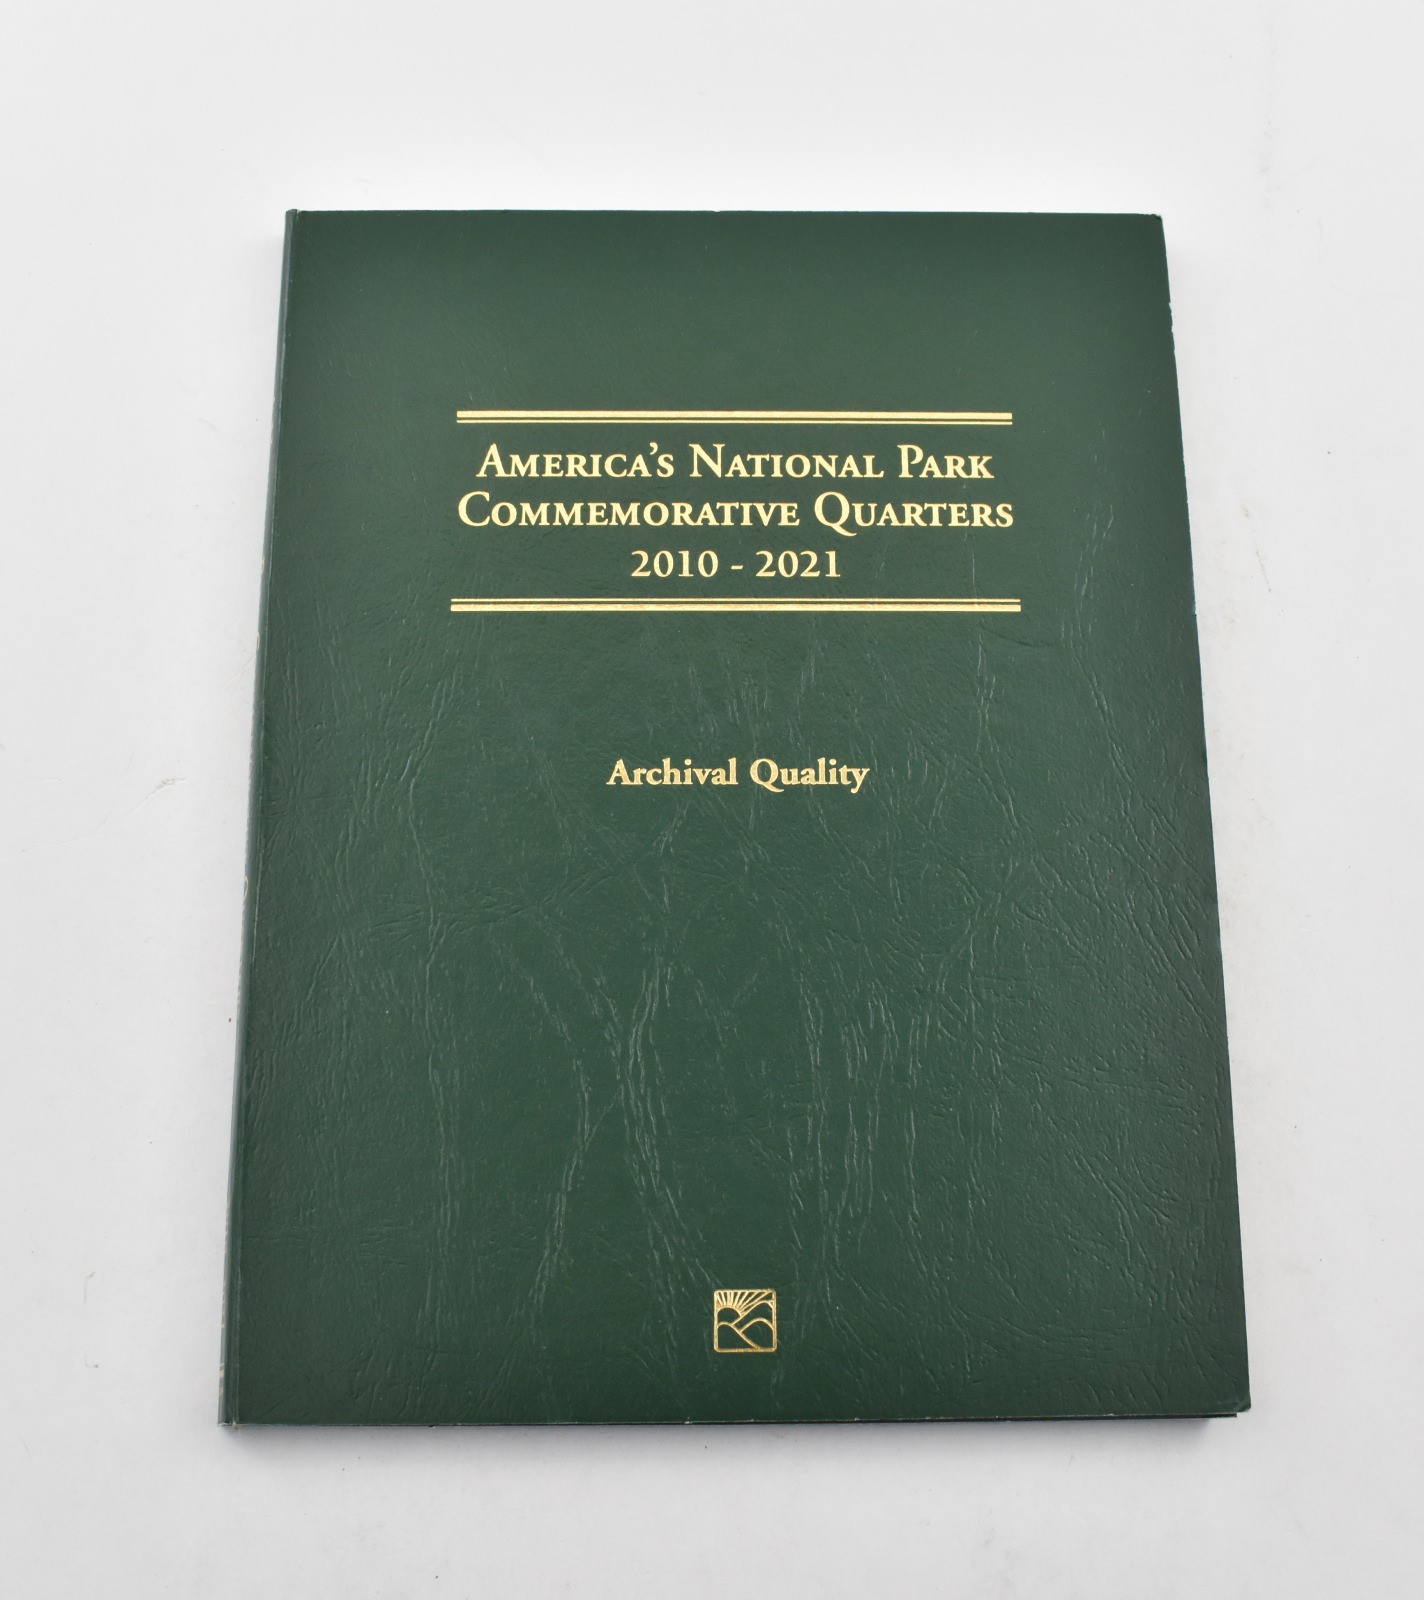 AMERICA'S NATIONAL PARK
COMMEMORATIVE QUARTERS
2010 - 2021
Archival Quality